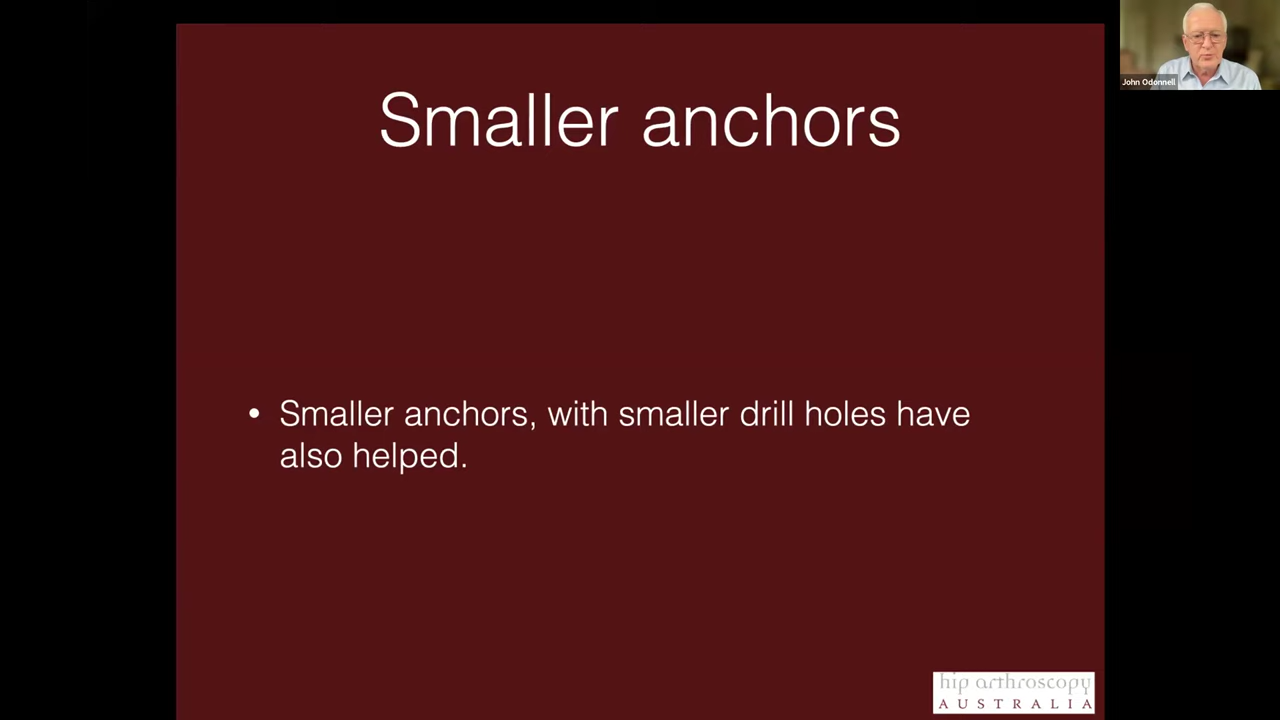 John Odonnell
Smaller anchors
• Smaller anchors, with smaller drill holes have
also helped.
hip arthroscopy
AUSTRALIA